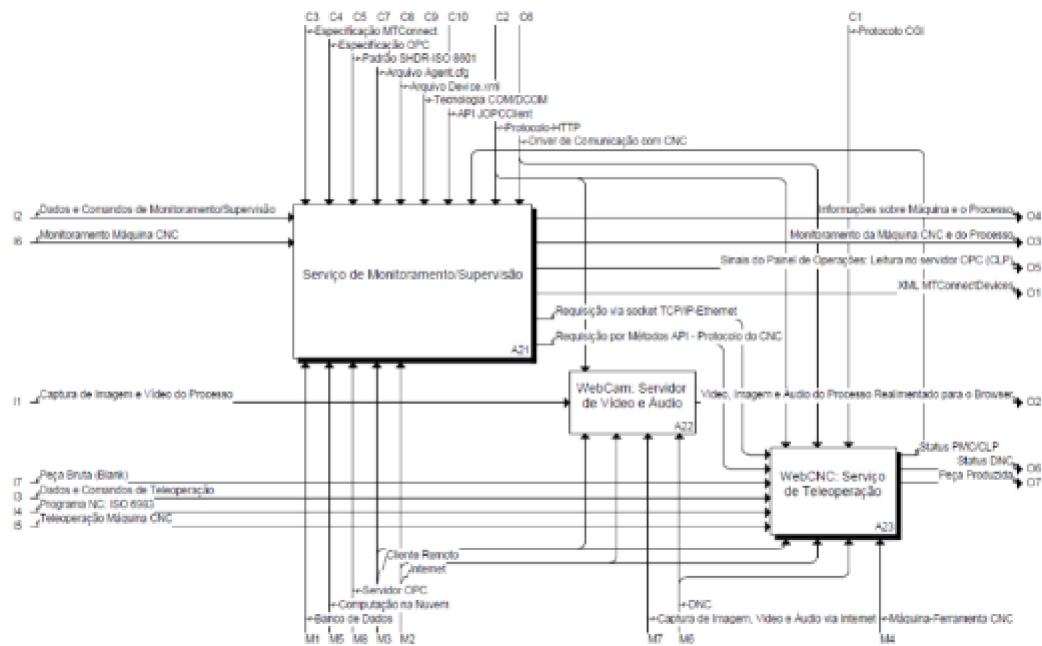 C3 C4 C5 C7 C8 C9 C10 C2 C6 C1
Especificação MTConnect
Protocolo CGI
Especificação OPC
Padrão SHDR-ISO 8601
Arquivo Agent.cfg
Arquivo Device.xml
Tecnologia COM/DCOM
API JOPCClient
Protocolo-HTTP
Driver de Comunicação com CNC
I2 Dados e Comandos de Monitoramento/Supervisão
Informações sobre Máquina e o Processo O4
I6 Monitoramento Máquina CNC
Monitoramento da Máquina CNC e do Processo O3
Serviço de Monitoramento/Supervisão
Sinais do Painel de Operações: Leitura no servidor OPC (CLP) O5
XML MTConnectDevices O1
Requisição via socket TCP/IP-Ethernet
Requisição por Métodos API - Protocolo do CNC
A21
I1 Captura de Imagem e Vídeo do Processo
WebCam: Servidor
de Vídeo e Áudio
A22
Video, Imagem e Audio do Processo Realimentado para o Browser O2
Status PMC/CLP
Status DNC O6
Peça Produzida O7
I7 Peça Bruta (Blank)
I3 Dados e Comandos de Teleoperação
I4 Programa NC: ISO 6983
I5 Teleoperação Máquina CNC
WebCNC: Serviço
de Teleoperação
A23
Cliente Remoto
Internet
Servidor OPC
Computação na Nuvem
DNC
Banco de Dados
Captura de Imagem, Video e Áudio via Internet
Máquina-Ferramenta CNC
M1 M5 M8 M3 M2 M7 M6 M4